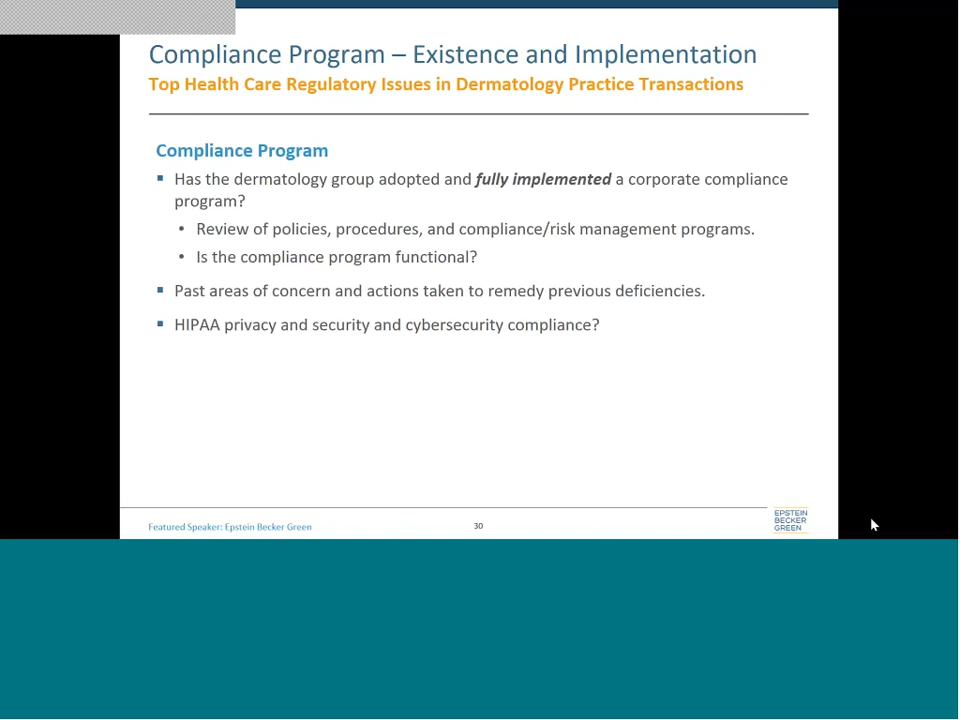 Compliance Program – Existence and Implementation
Top Health Care Regulatory Issues in Dermatology Practice Transactions
Compliance Program
▪ Has the dermatology group adopted and fully implemented a corporate compliance
program?
• Review of policies, procedures, and compliance/risk management programs.
• Is the compliance program functional?
▪ Past areas of concern and actions taken to remedy previous deficiencies.
▪ HIPAA privacy and security and cybersecurity compliance?
Featured Speaker: Epstein Becker Green
30
EPSTEIN
BECKER
GREEN